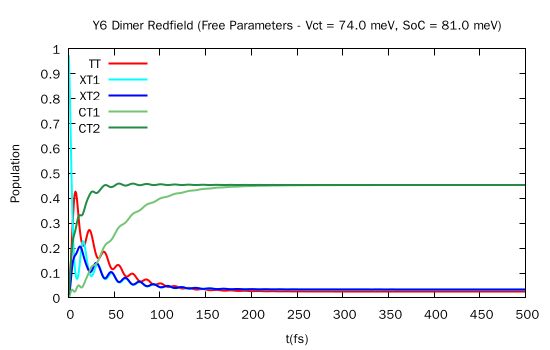 Y6 Dimer Redfield (Free Parameters - Vct = 74.0 meV, SoC = 81.0 meV)
1
0.9
0.8
0.7
0.6
0.5
0.4
0.3
0.2
0.1
0
Population
TT
XT1
XT2
CT1
CT2
0 50 100 150 200 250 300 350 400 450 500
t(fs)